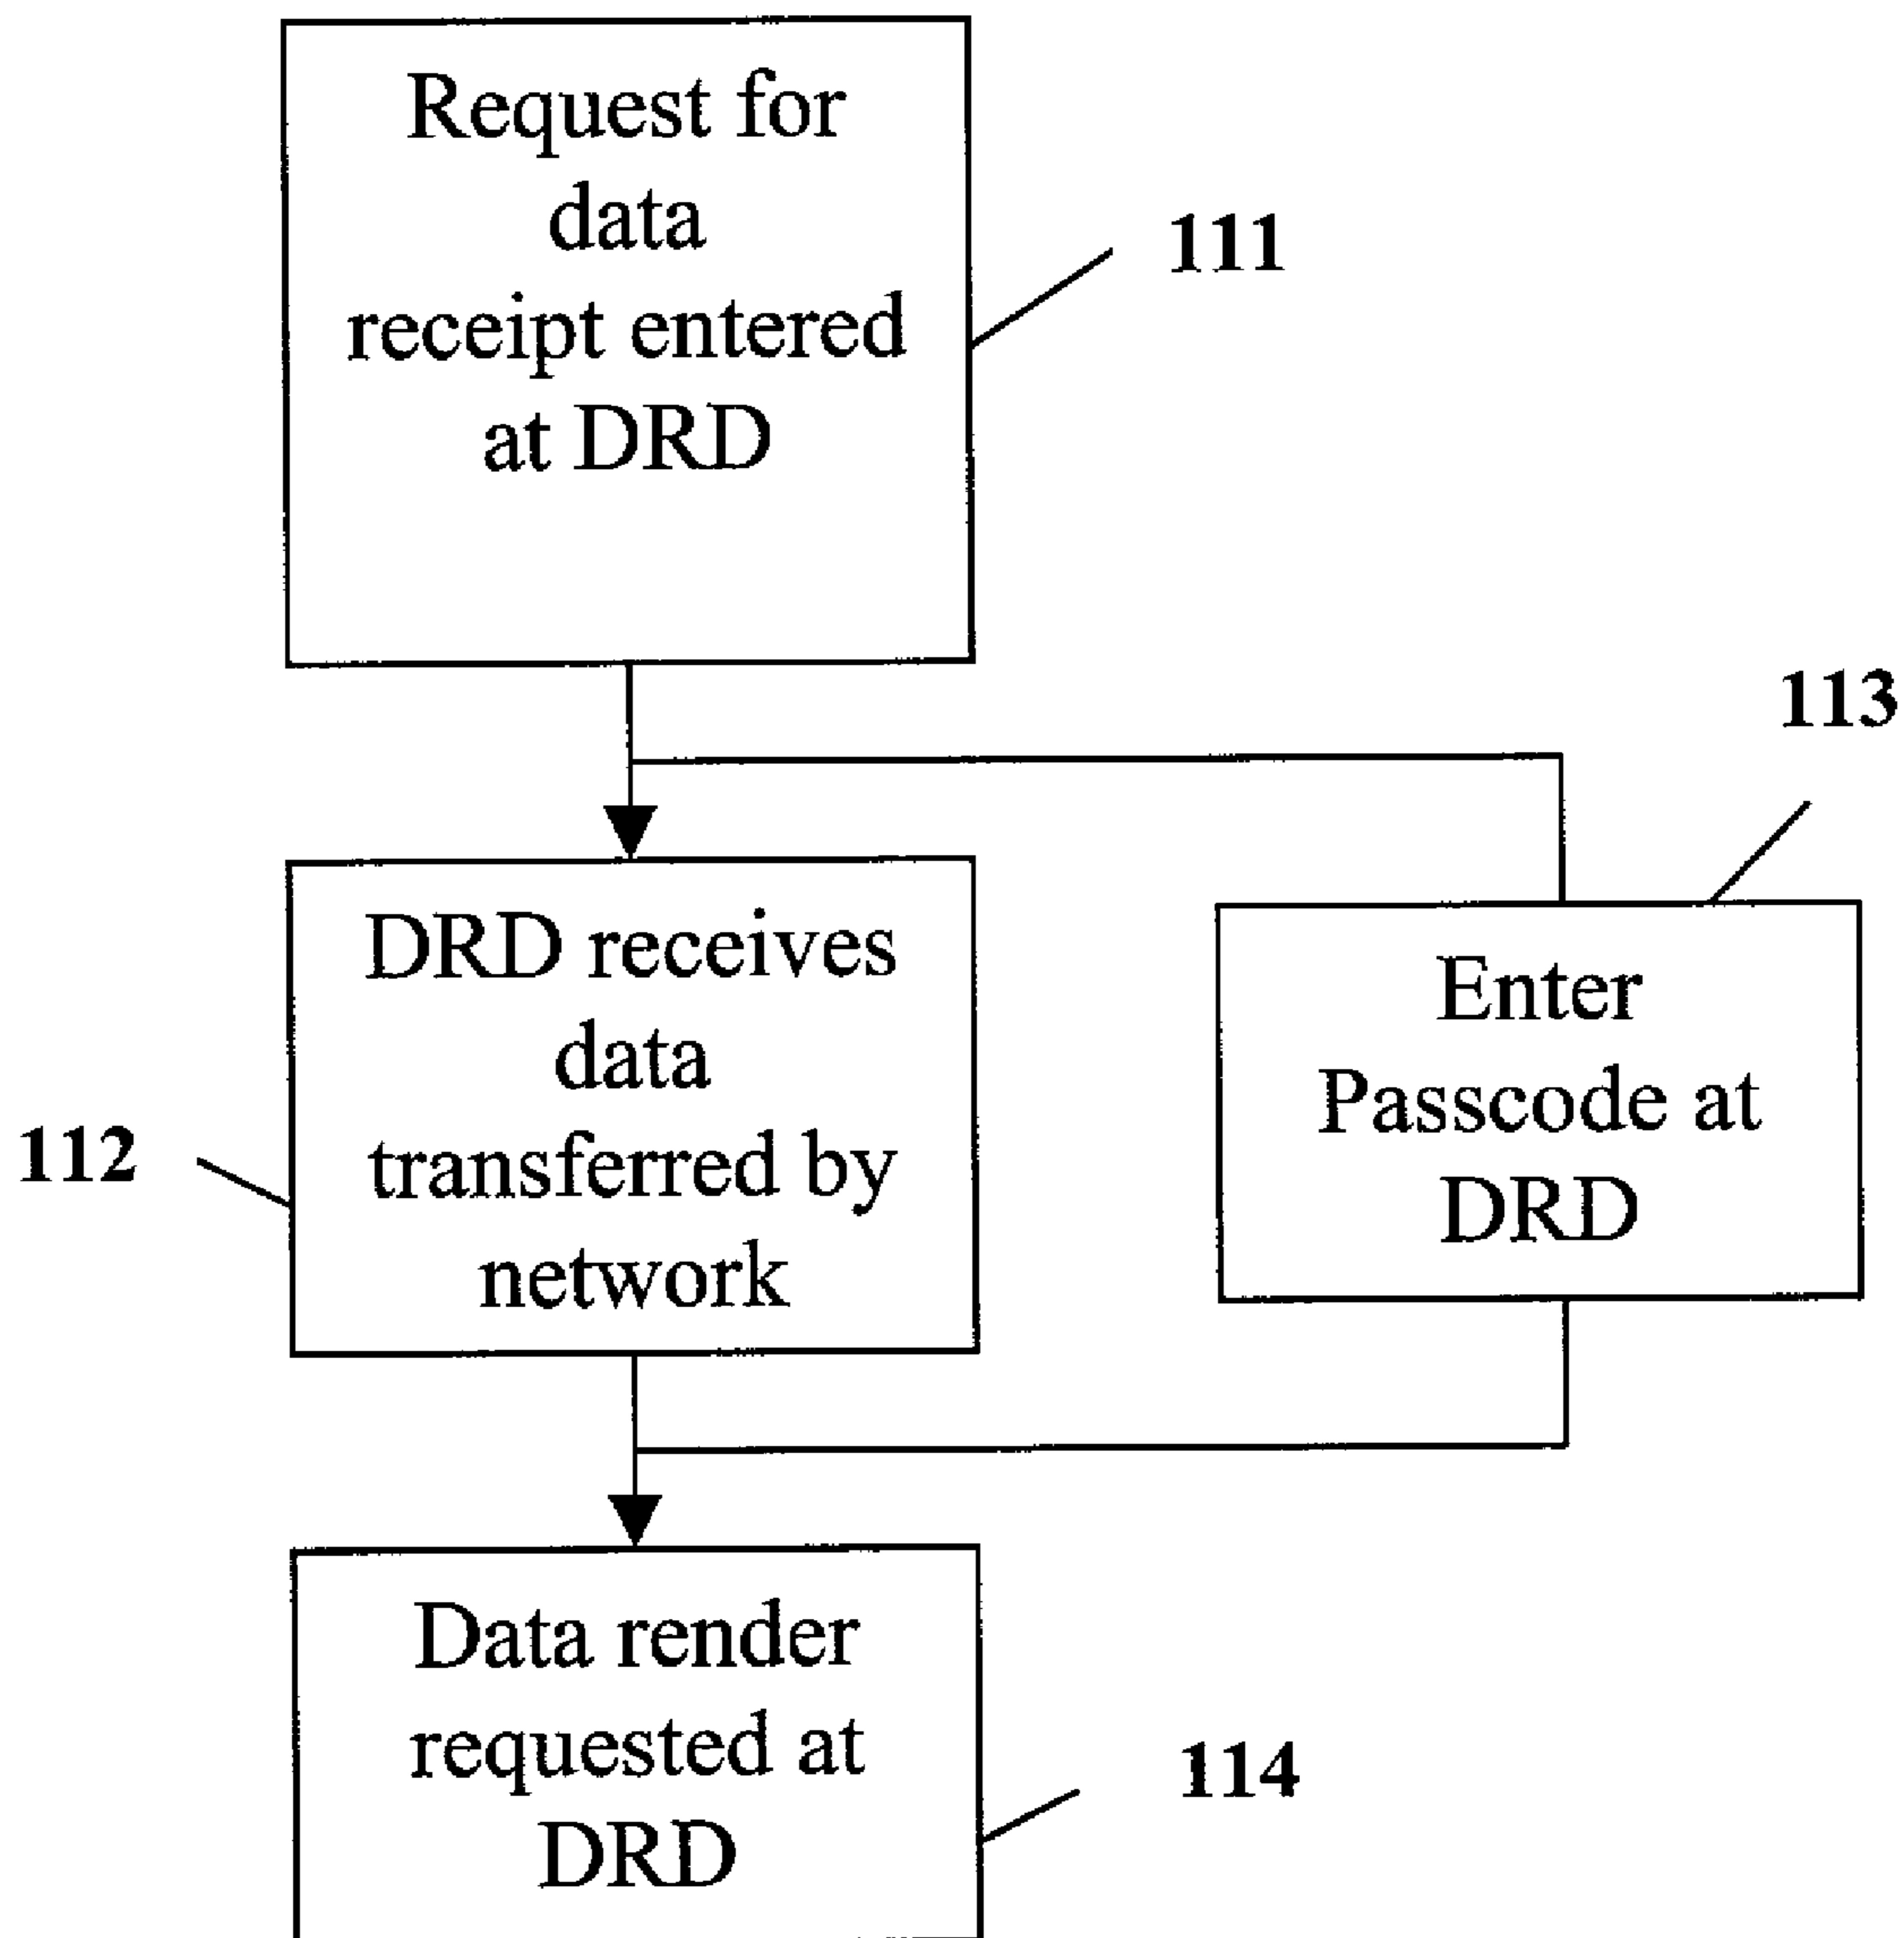 Request for
data
receipt entered
at DRD
111
113
DRD receives
data
transferred by
network
112
Enter
Passcode at
DRD
Data render
requested at
DRD
114